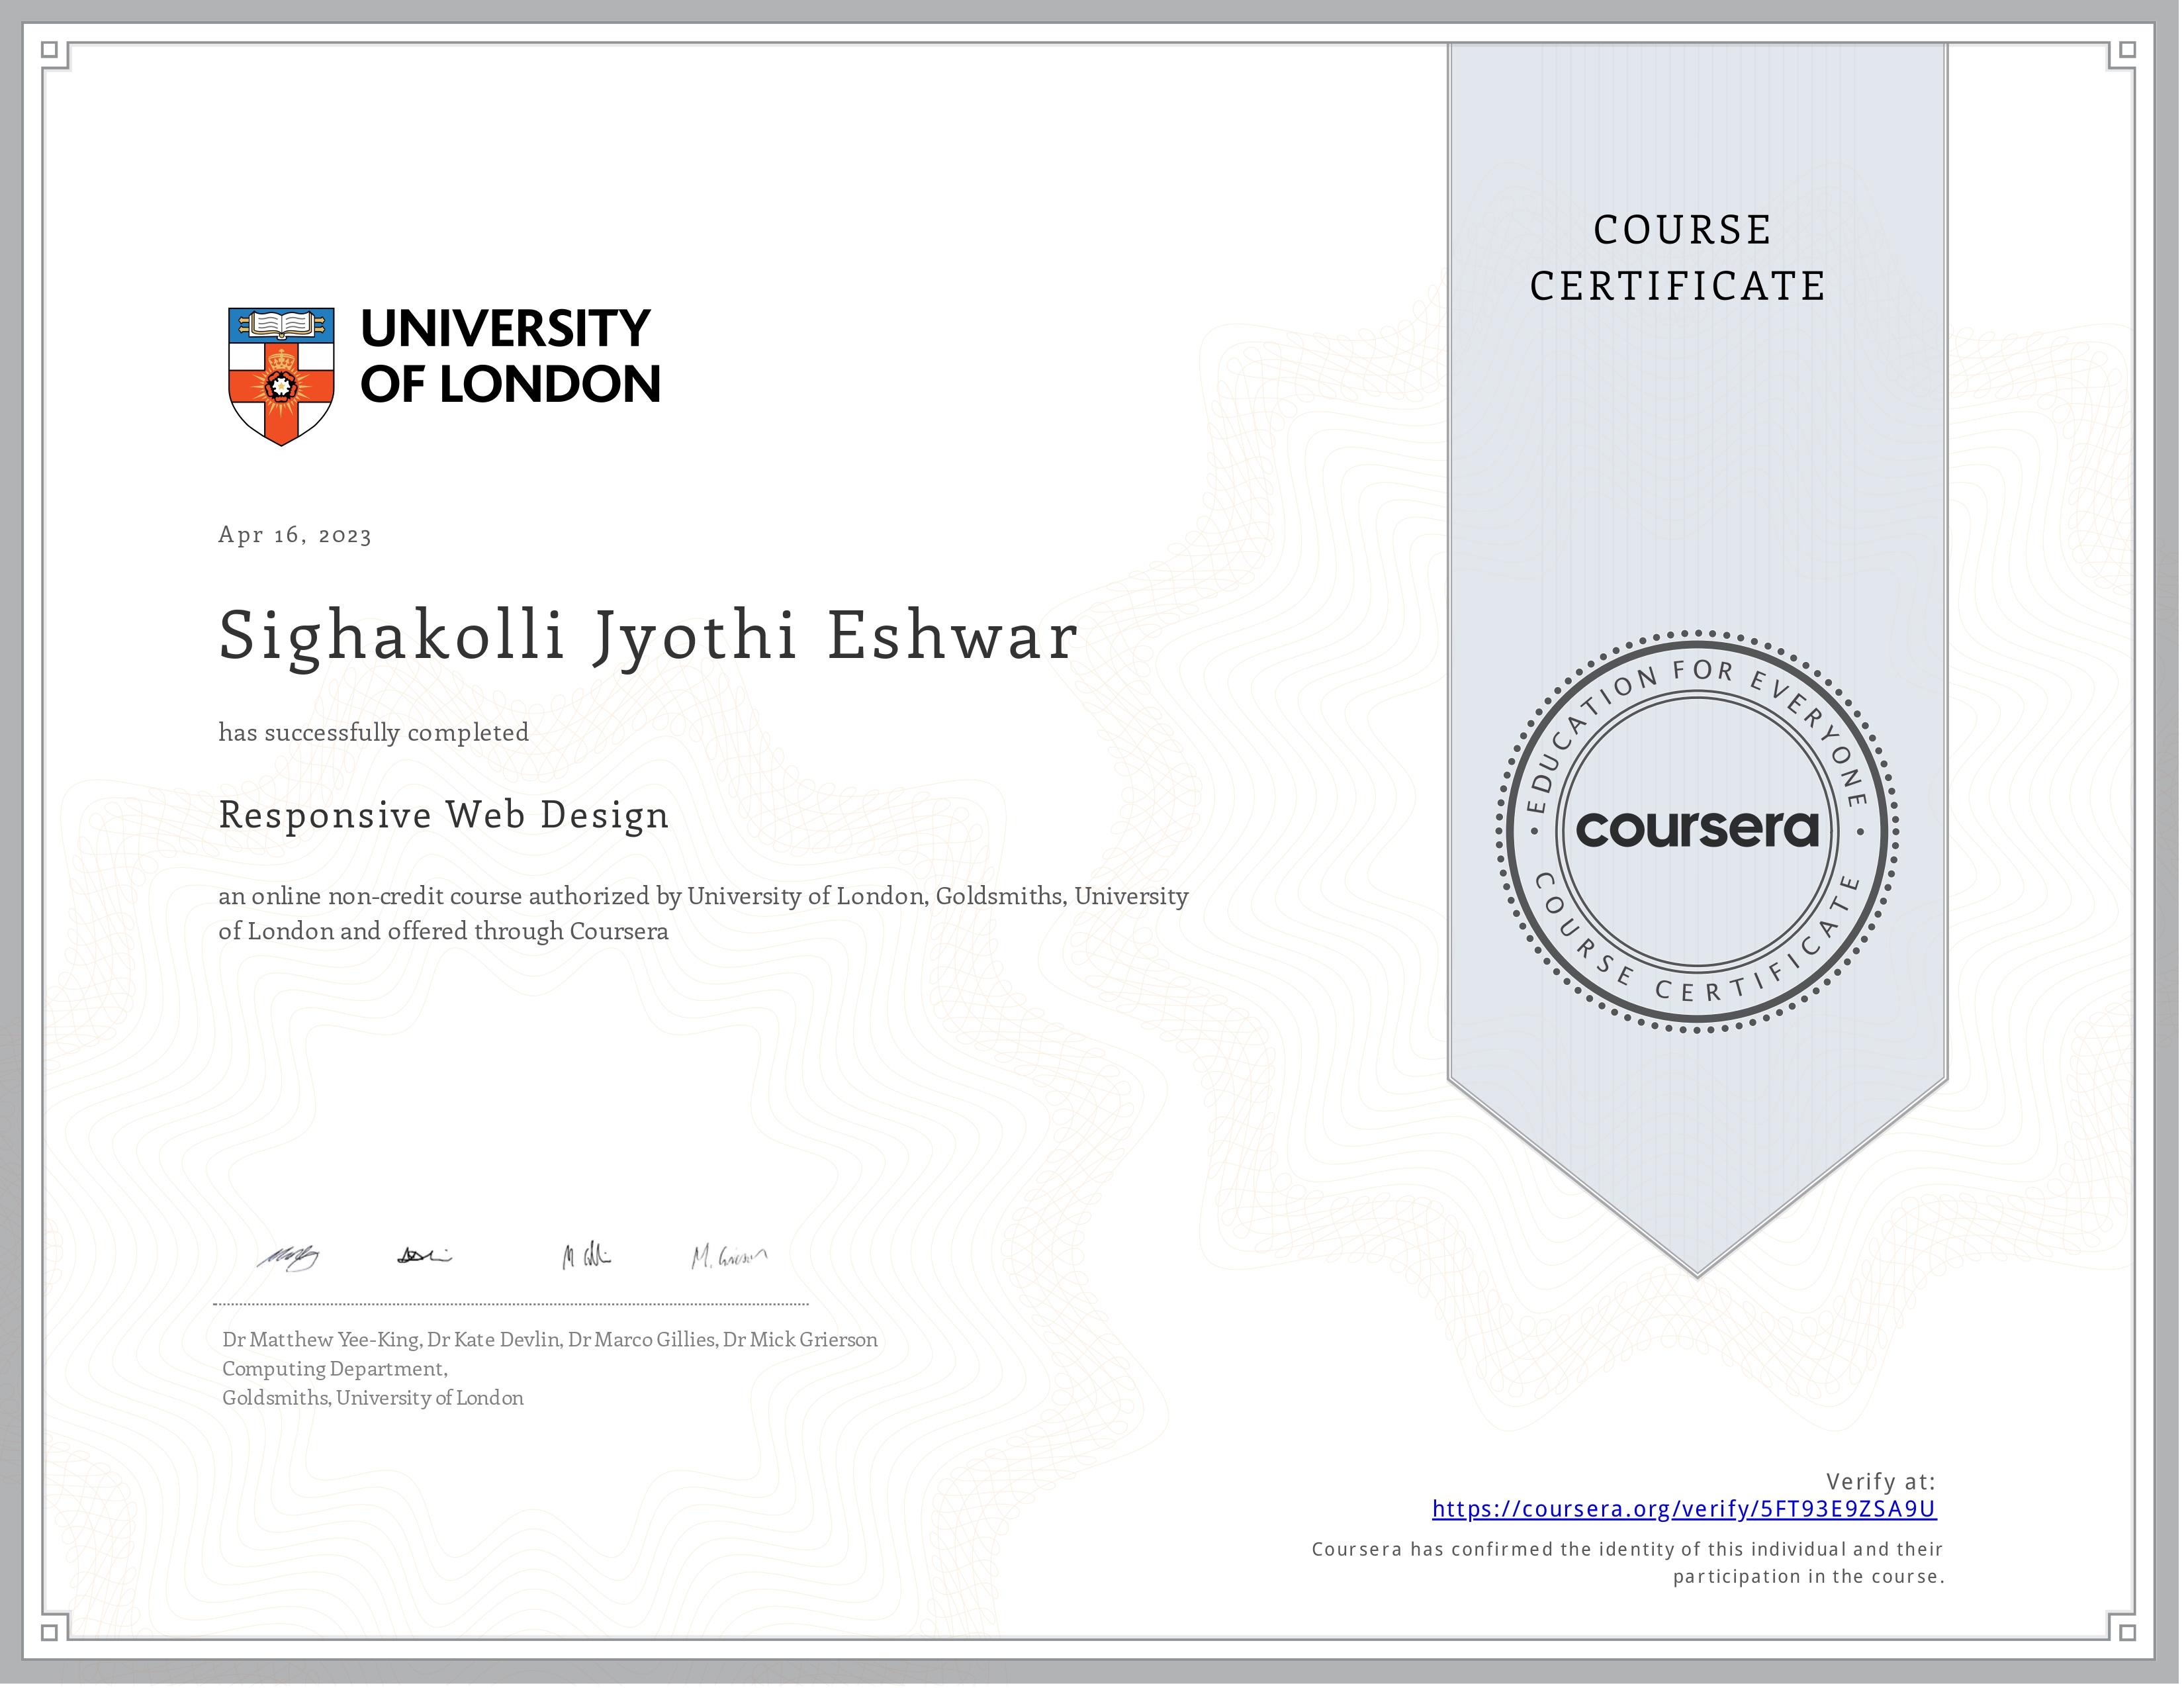 COURSE
CERTIFICATE
UNIVERSITY
OF LONDON
Apr 16, 2023
Sighakolli Jyothi Eshwar
has successfully completed
Responsive Web Design
an online non-credit course authorized by University of London, Goldsmiths, University
of London and offered through Coursera
EDUCATION FOR EVERYONE
coursera
COURSE CERTIFICATE
M. Grierson
Dr Matthew Yee-King, Dr Kate Devlin, Dr Marco Gillies, Dr Mick Grierson
Computing Department,
Goldsmiths, University of London
Verify at:
https://coursera.org/verify/5FT93E9ZSA9U
Coursera has confirmed the identity of this individual and their
participation in the course.